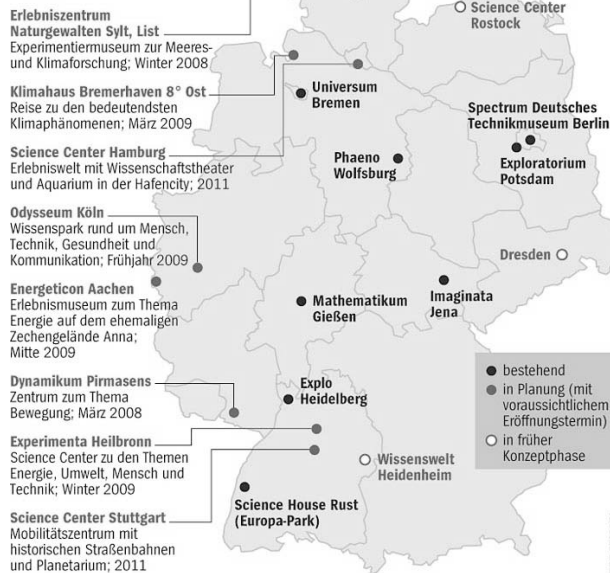 Erlebniszentrum
Naturgewalten Sylt, List
Experimentiermuseum zur Meeres-
und Klimaforschung; Winter 2008
Klimahaus Bremerhaven 8° Ost
Reise zu den bedeutendsten
Klimaphänomenen; März 2009
Science Center Hamburg
Erlebniswelt mit Wissenschaftstheater
und Aquarium in der Hafencity; 2011
Odysseum Köln
Wissenspark rund um Mensch,
Technik, Gesundheit und
Kommunikation; Frühjahr 2009
Energeticon Aachen
Erlebnismuseum zum Thema
Energie auf dem ehemaligen
Zechengelände Anna;
Mitte 2009
Dynamikum Pirmasens
Zentrum zum Thema
Bewegung; März 2008
Experimenta Heilbronn
Science Center zu den Themen
Energie, Umwelt, Mensch und
Technik; Winter 2009
Science Center Stuttgart
Mobilitätszentrum mit
historischen Straßenbahnen
und Planetarium; 2011
Science Center
Rostock
Universum
Bremen
Spectrum Deutsches
Technikmuseum Berlin
Phaeno
Wolfsburg
Exploratorium
Potsdam
Dresden
Mathematikum
Gießen
Imaginata
Jena
Explo
Heidelberg
Wissenswelt
Heidenheim
Science House Rust
(Europa-Park)
bestehend
in Planung (mit
voraussichtlichem
Eröffnungstermin)
in früher
Konzeptphase